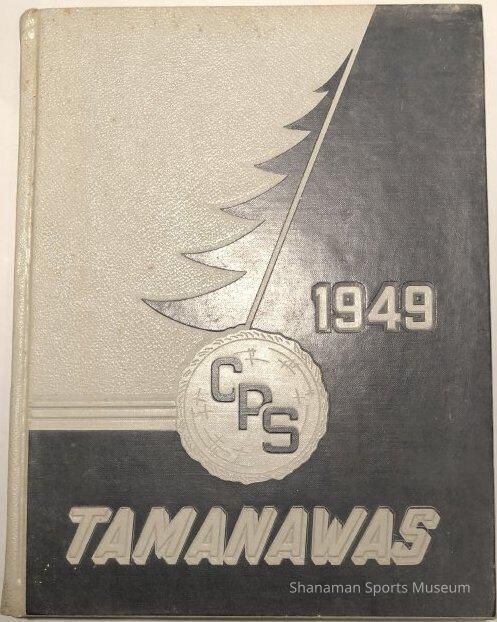 1949
CPS
TAMANAWAS
Shanaman Sports Museum